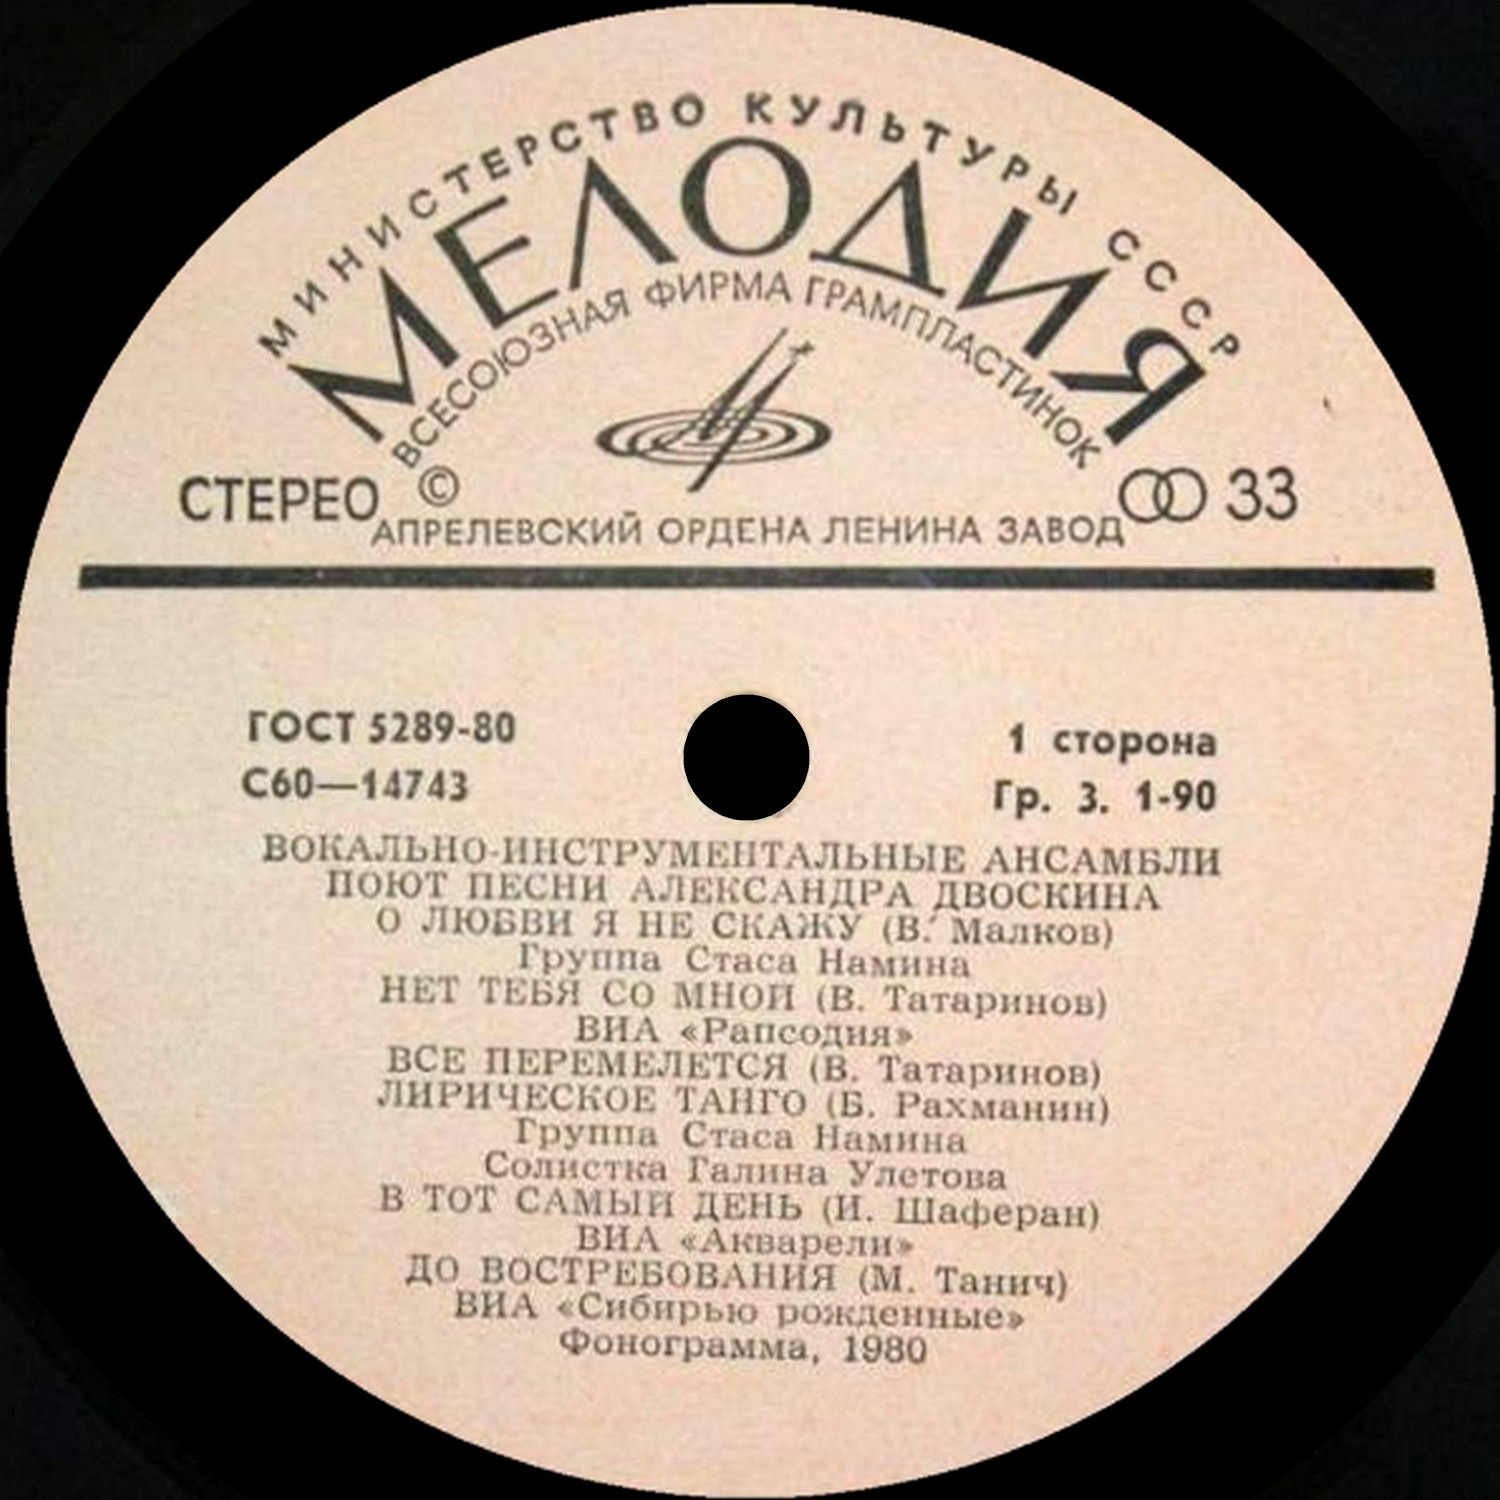 МИНИСТЕРСТВО КУЛЬТУРЫ СССР
МЕЛОДИЯ
ВСЕСОЮЗНАЯ ФИРМА ГРАМПЛАСТИНОК
СТЕРЕО © 33
АПРЕЛЕВСКИЙ ОРДЕНА ЛЕНИНА ЗАВОД
ГОСТ 5289-80
1 сторона
С60—14743
Гр. 3. 1-90
ВОКАЛЬНО-ИНСТРУМЕНТАЛЬНЫЕ АНСАМБЛИ
ПОЮТ ПЕСНИ АЛЕКСАНДРА ДВОСКИНА
О ЛЮБВИ Я НЕ СКАЖУ (В. Малков)
Группа Стаса Намина
НЕТ ТЕБЯ СО МНОЙ (В. Татаринов)
ВИА «Рапсодия»
ВСЕ ПЕРЕМЕЛЕТСЯ (В. Татаринов)
ЛИРИЧЕСКОЕ ТАНГО (Б. Рахманин)
Группа Стаса Намина
Солистка Галина Улетова
В ТОТ САМЫЙ ДЕНЬ (И. Шаферан)
ВИА «Акварели»
ДО ВОСТРЕБОВАНИЯ (М. Танич)
ВИА «Сибирью рожденные»
Фонограмма, 1980